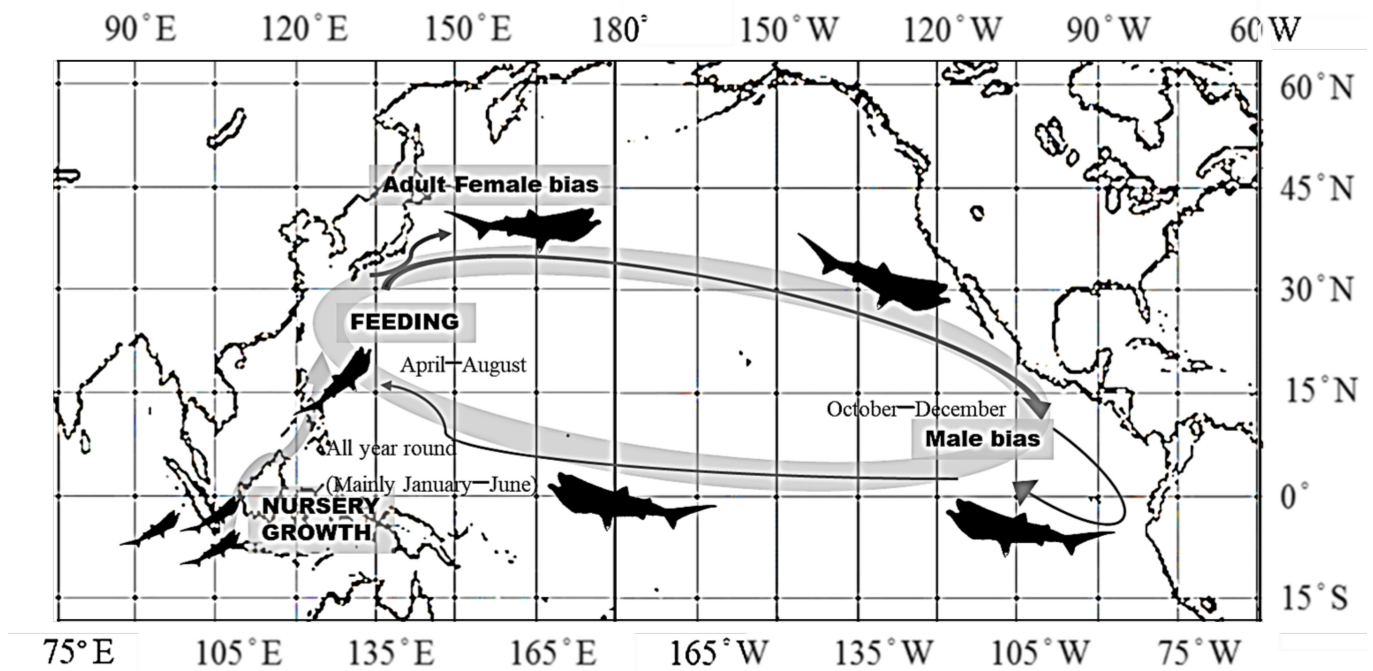 90°E 120°E 150°E 180° 150°W 120°W 90°W 60°W
60°N
Adult Female bias
45°N
30°N
FEEDING
April—August
15°N
October—December
Male bias
All year round
(Mainly January—June)
0°
NURSERY
GROWTH
15°S
75°E 105°E 135°E 165°E 165°W 135°W 105°W 75°W